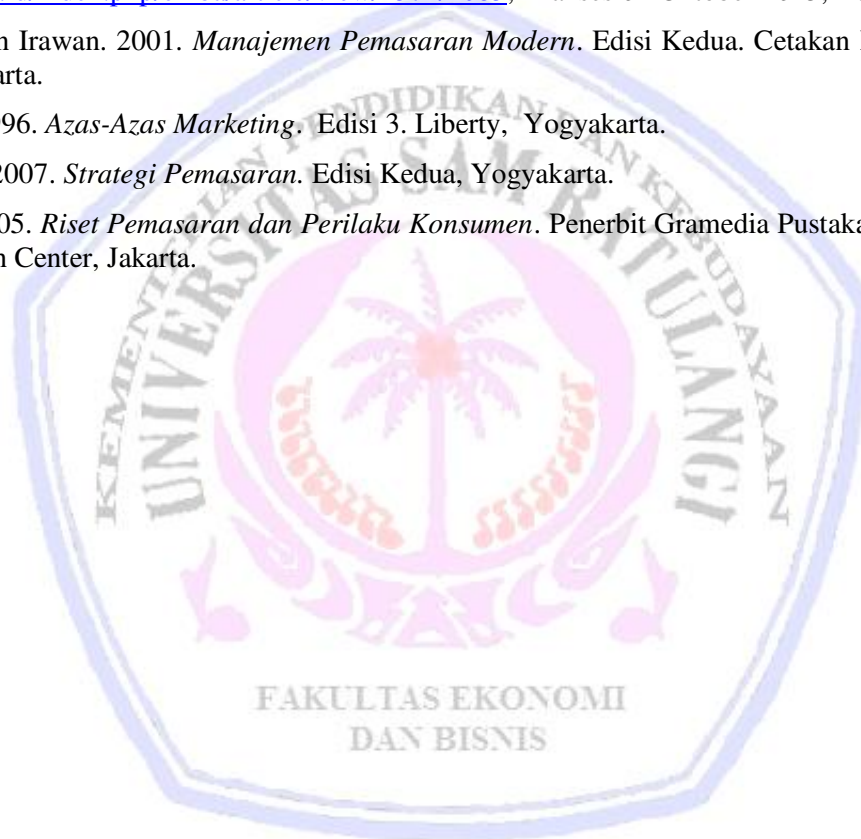 n Irawan. 2001. Manajemen Pemasaran Modern. Edisi Kedua. Cetakan
arta.
996. Azas-Azas Marketing. Edisi 3. Liberty, Yogyakarta.
2007. Strategi Pemasaran. Edisi Kedua, Yogyakarta.
05. Riset Pemasaran dan Perilaku Konsumen. Penerbit Gramedia Pustaka
n Center, Jakarta.
KEMENTERIAN PENDIDIKAN DAN KEBUDAYAAN
UNIVERSITAS SAM RATULANGI
FAKULTAS EKONOMI
DAN BISNIS